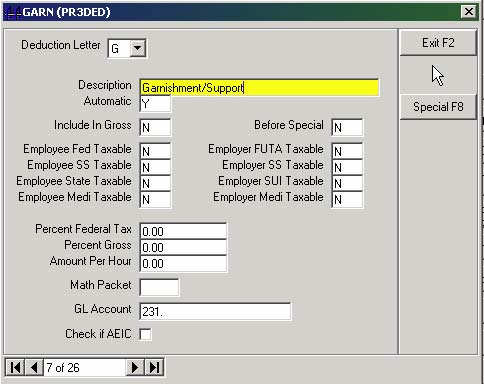 GARN (PR3DED)
Deduction Letter G
Exit F2
Description Garnishment/Support
Automatic Y
Special F8
Include In Gross N Before Special N
Employee Fed Taxable N Employer FUTA Taxable N
Employee SS Taxable N Employer SS Taxable N
Employee State Taxable N Employer SUI Taxable N
Employee Medi Taxable N Employer Medi Taxable N
Percent Federal Tax 0.00
Percent Gross 0.00
Amount Per Hour 0.00
Math Packet
GL Account 231.
Check if AEIC
7 of 26